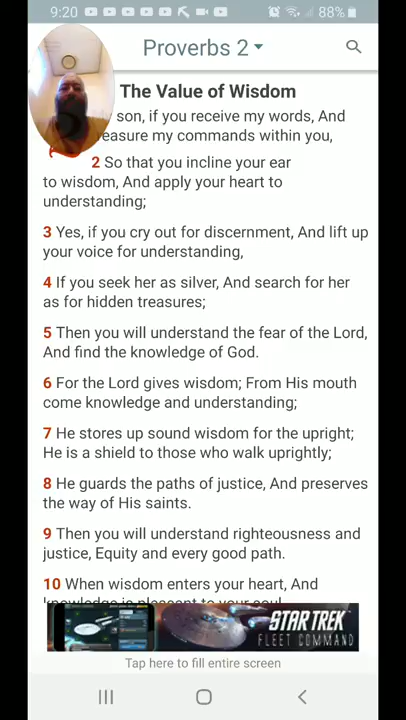 9:20 88%
Proverbs 2
The Value of Wisdom
son, if you receive my words, And
reasure my commands within you,
2 So that you incline your ear
to wisdom, And apply your heart to
understanding;
3 Yes, if you cry out for discernment, And lift up
your voice for understanding,
4 If you seek her as silver, And search for her
as for hidden treasures;
5 Then you will understand the fear of the Lord,
And find the knowledge of God.
6 For the Lord gives wisdom; From His mouth
come knowledge and understanding;
7 He stores up sound wisdom for the upright;
He is a shield to those who walk uprightly;
8 He guards the paths of justice, And preserves
the way of His saints.
9 Then you will understand righteousness and
justice, Equity and every good path.
10 When wisdom enters your heart, And
knowledge is pleasant to your soul
STAR TREK
FLEET COMMAND
Tap here to fill entire screen